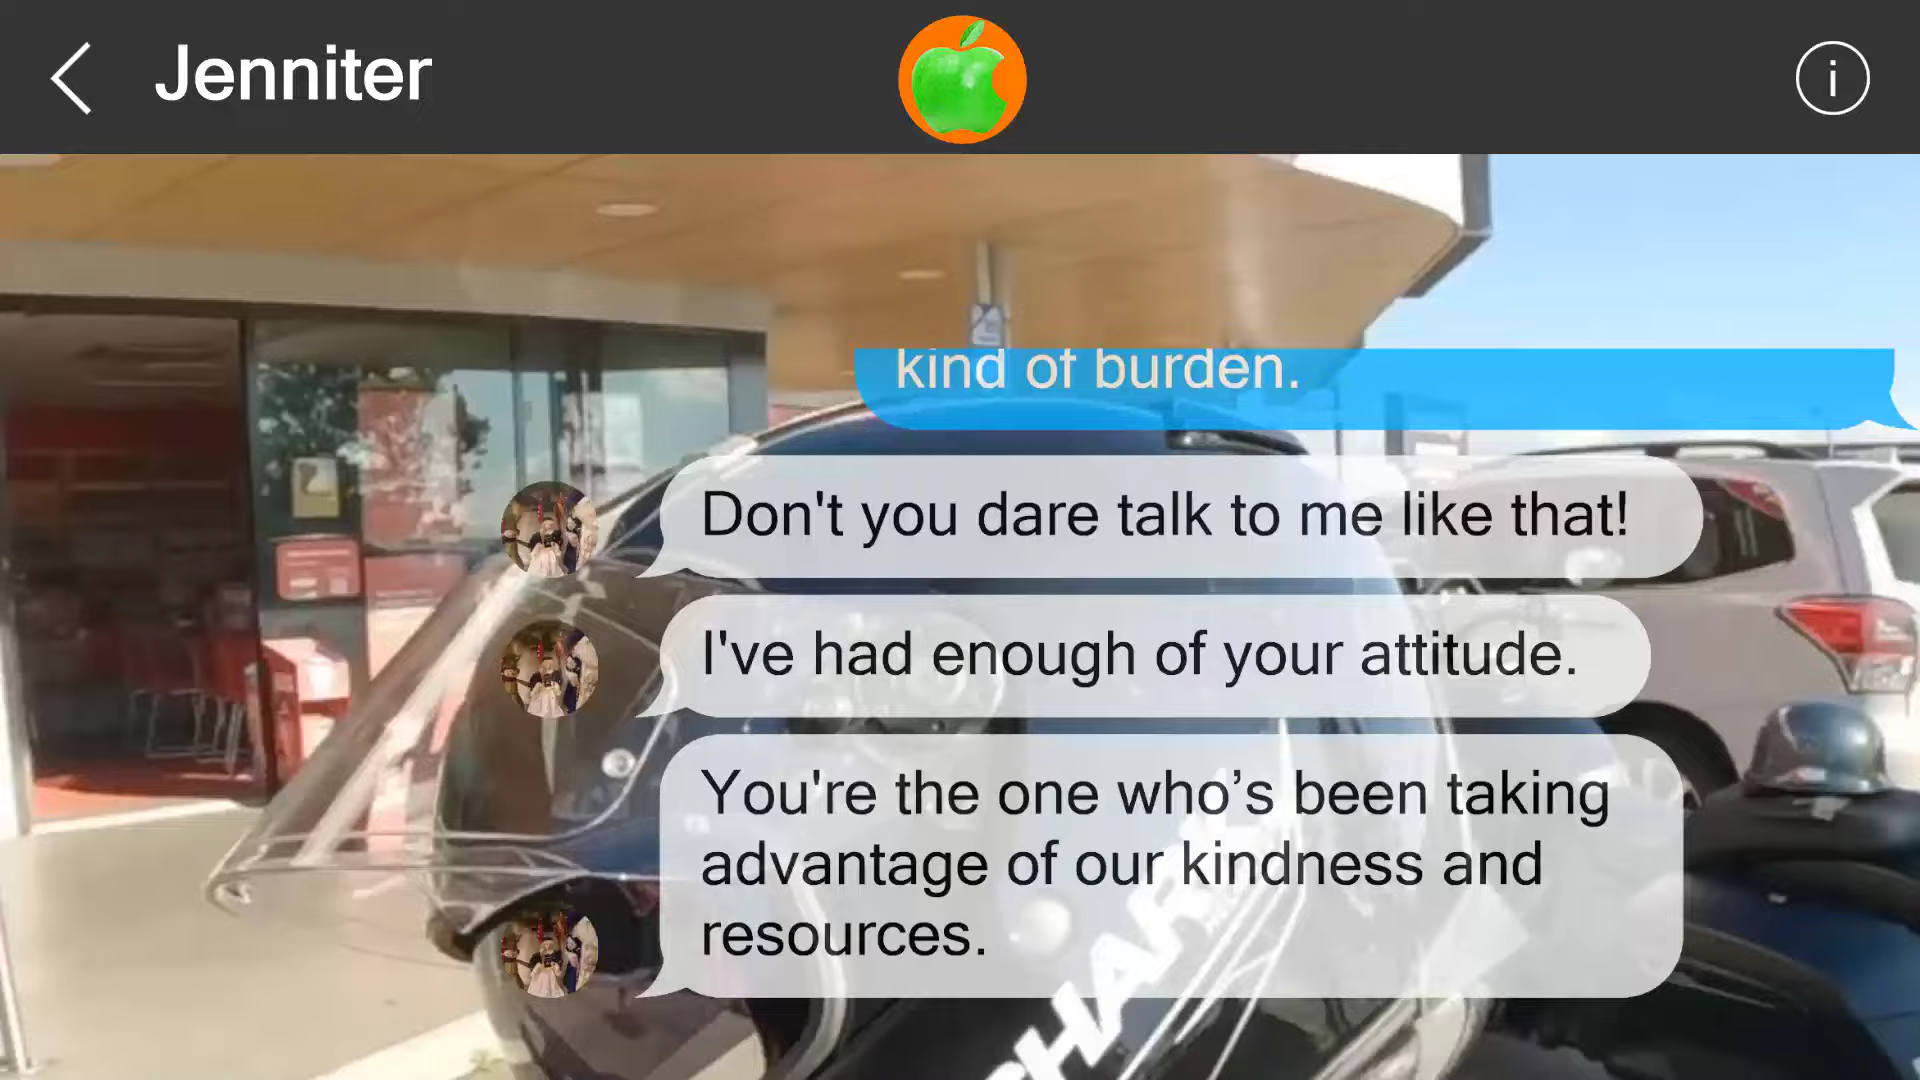 Jenniter
kind of burden.
Don't you dare talk to me like that!
I've had enough of your attitude.
You're the one who’s been taking
advantage of our kindness and
resources.